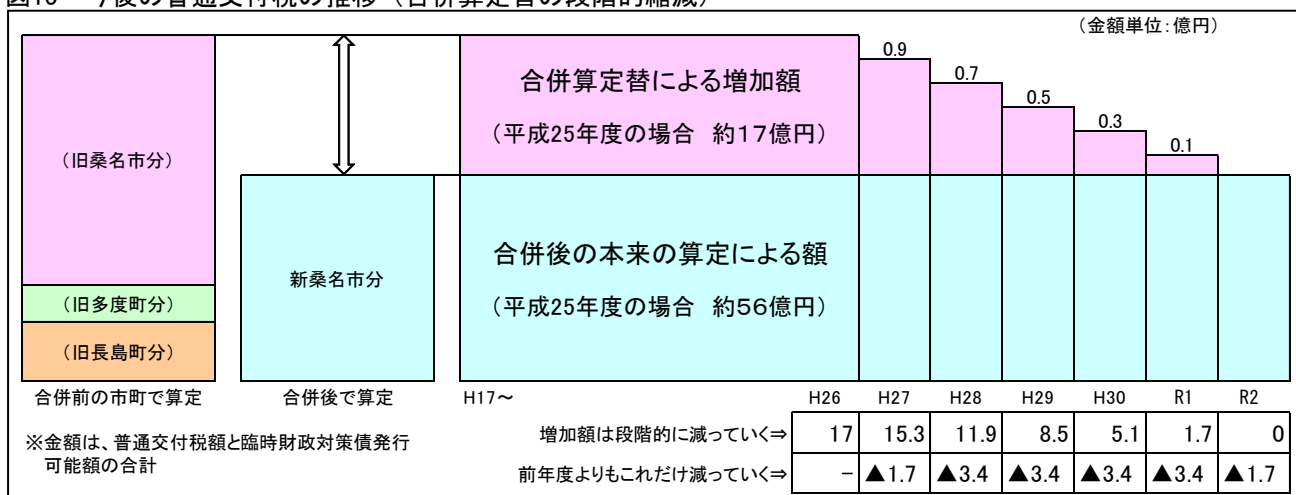 (金額単位:億円)
0.9
0.7
0.5
0.3
0.1
合併算定替による増加額
(平成25年度の場合 約17億円)
(旧桑名市分)
(旧多度町分)
(旧長島町分)
新桑名市分
合併後の本来の算定による額
(平成25年度の場合 約56億円)
合併前の市町で算定 合併後で算定 H17～ H26 H27 H28 H29 H30 R1 R2
※金額は、普通交付税額と臨時財政対策債発行
可能額の合計
増加額は段階的に減っていく⇒ 17 15.3 11.9 8.5 5.1 1.7 0
前年度よりもこれだけ減っていく⇒ － ▲1.7 ▲3.4 ▲3.4 ▲3.4 ▲3.4 ▲1.7